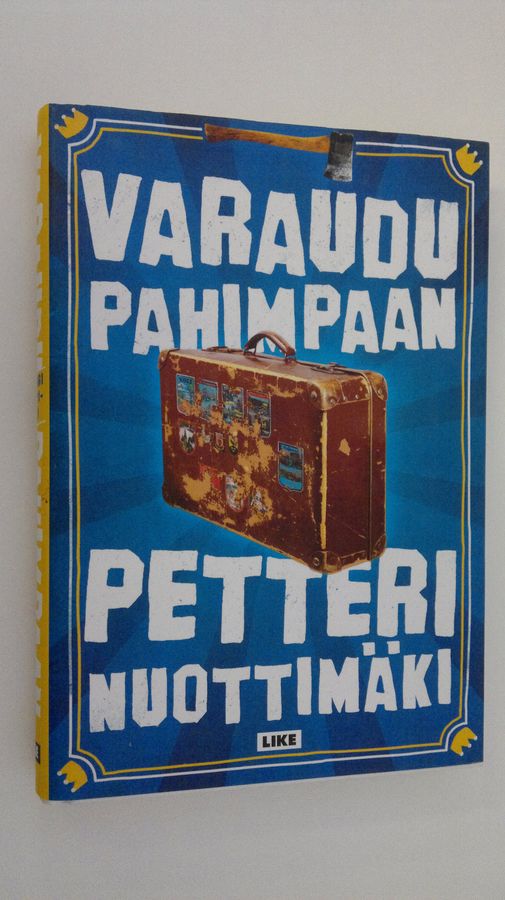 VARAUDU
PAHIMPAAN
PETTERI
NUOTTIMÄKI
LIKE